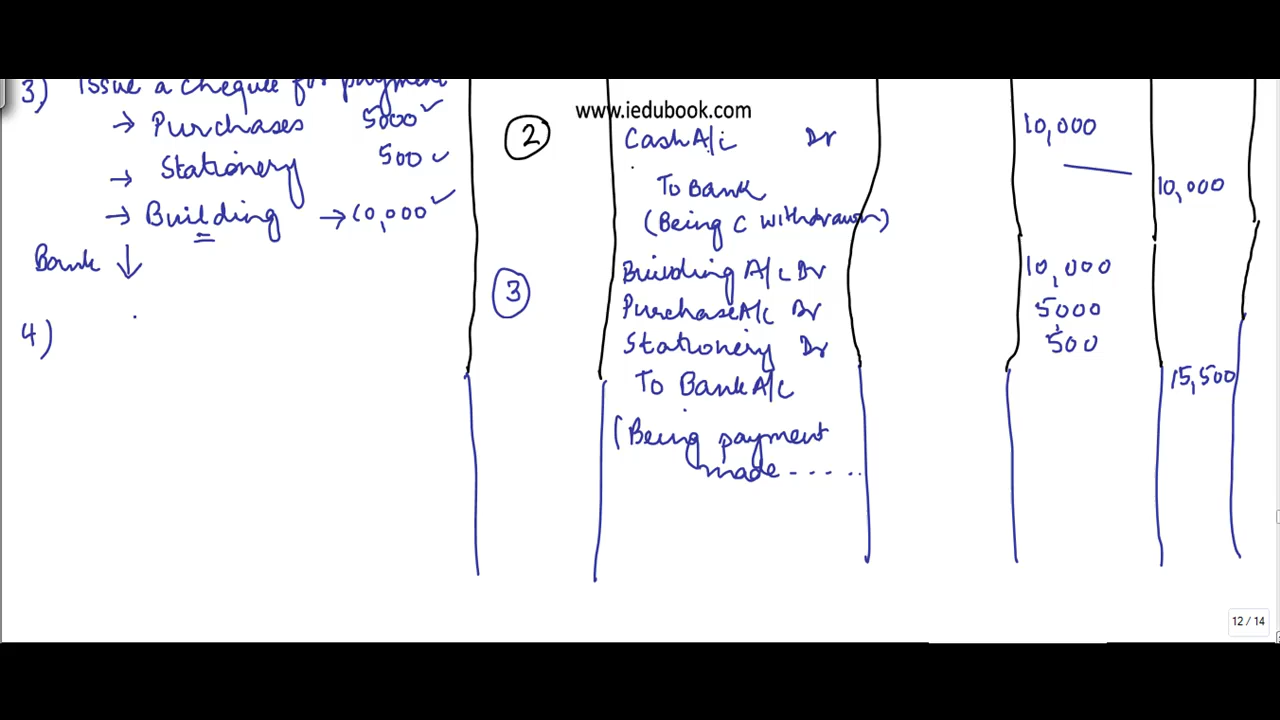 3) Issue a cheque for payment
→ Purchases 5000 ✓
→ Stationery 500 ✓
→ Building → 10,000 ✓
Bank ↓
4)
www.iedubook.com
2 Cash A/c Dr 10,000
To Bank 10,000
(Being C withdrawn)
3 Building A/c Dr 10,000
Purchase A/c Dr 5000
Stationery Dr 500
To Bank A/c 15,500
(Being payment
made - - - - - -
12 / 14